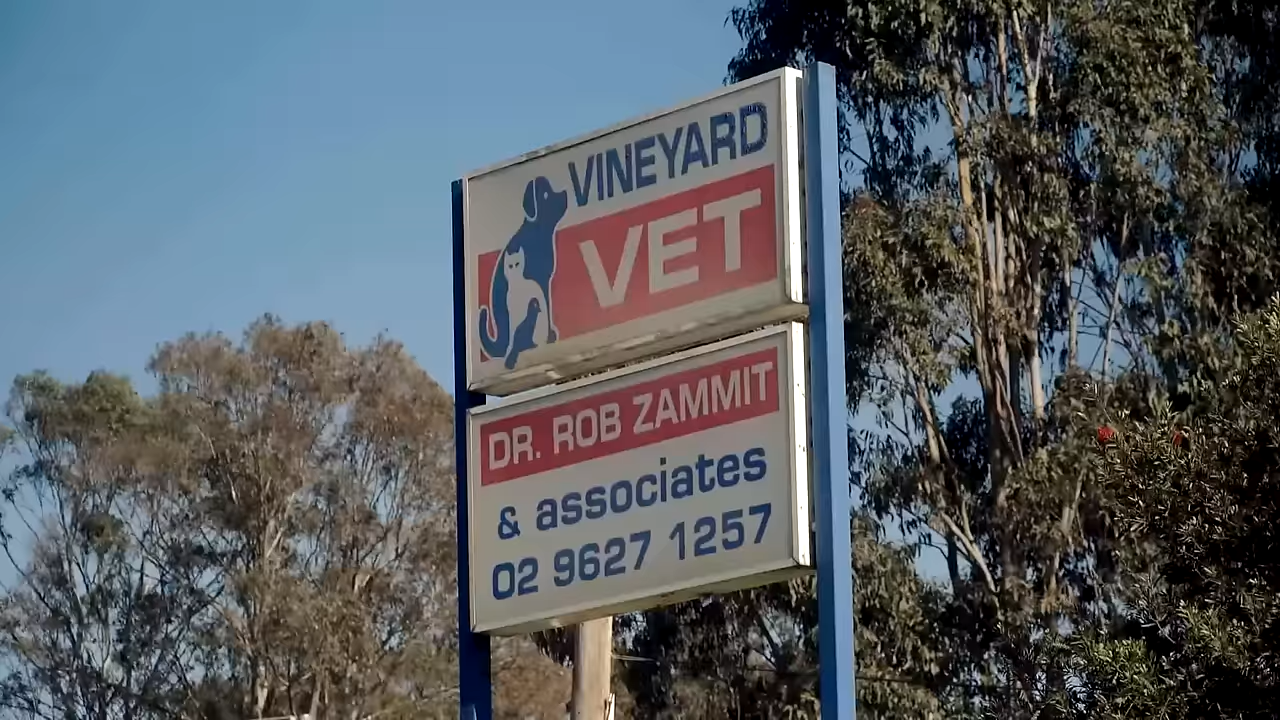 VINEYARD
VET
DR. ROB ZAMMIT
& associates
02 9627 1257